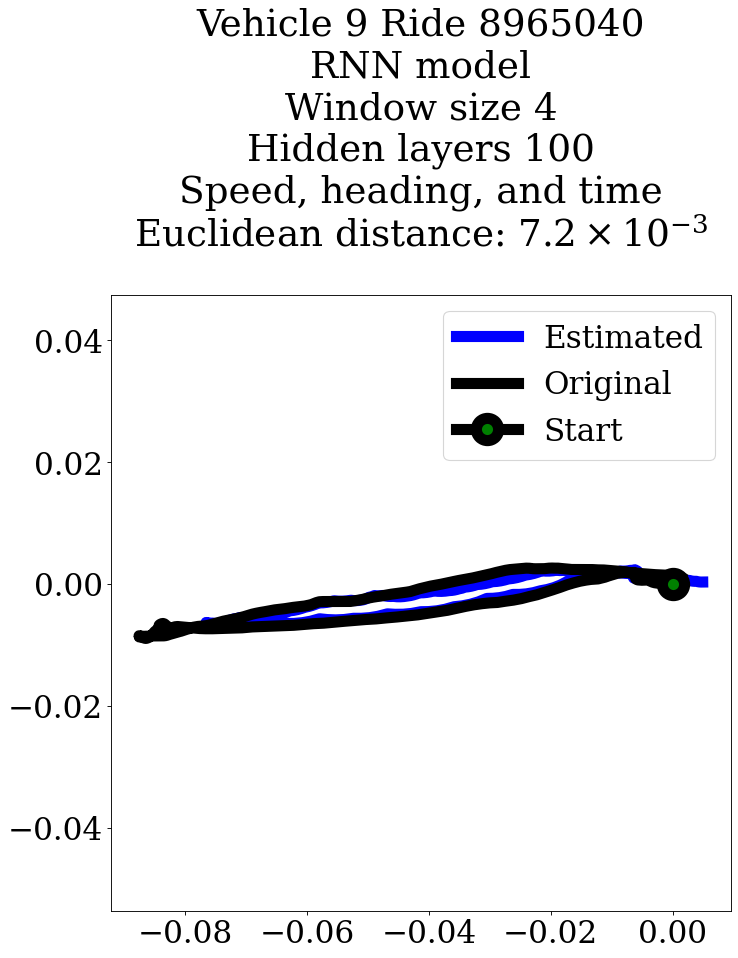 Vehicle 9 Ride 8965040
RNN model
Window size 4
Hidden layers 100
Speed, heading, and time
Euclidean distance: 7.2 × 10⁻³
Estimated
Original
Start
0.04
0.02
0.00
−0.02
−0.04
−0.08 −0.06 −0.04 −0.02 0.00